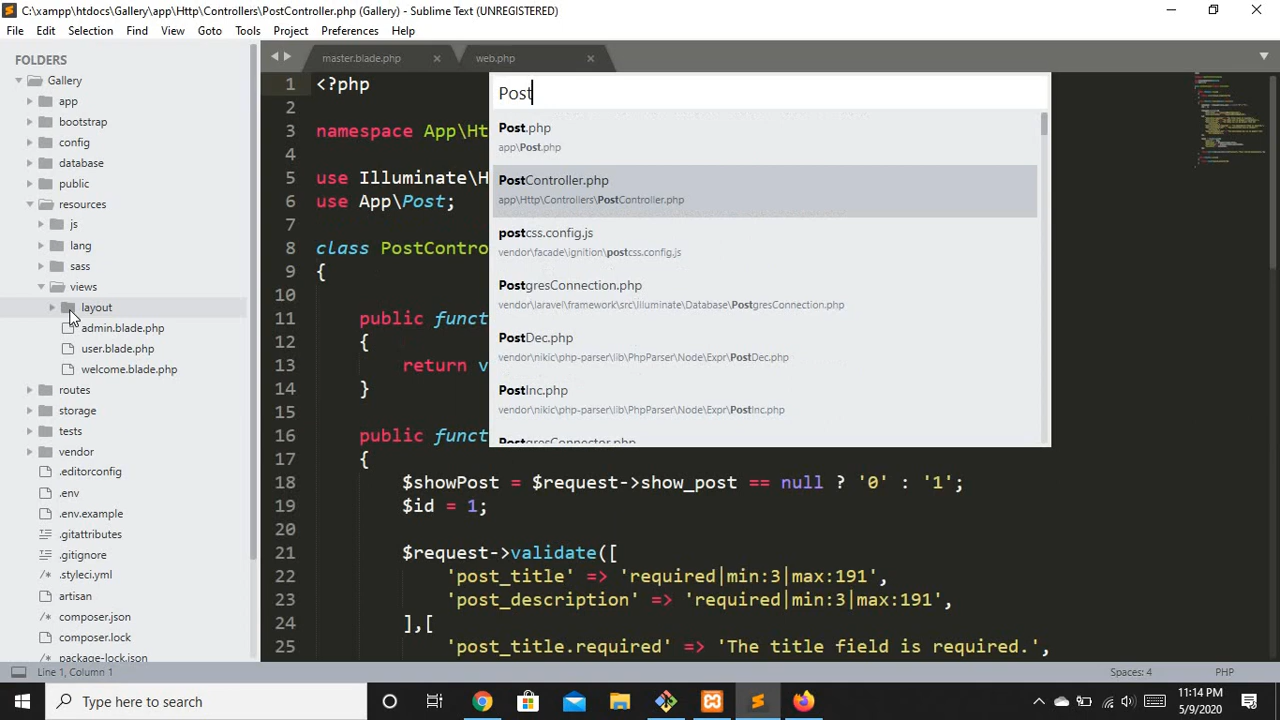 C:\xampp\htdocs\Gallery\app\Http\Controllers\PostController.php (Gallery) - Sublime Text (UNREGISTERED)
File Edit Selection Find View Goto Tools Project Preferences Help
FOLDERS
Gallery
app
bootstrap
config
database
public
resources
js
lang
sass
views
layout
admin.blade.php
user.blade.php
welcome.blade.php
routes
storage
tests
vendor
.editorconfig
.env
.env.example
.gitattributes
.gitignore
.styleci.yml
artisan
composer.json
composer.lock
package-lock.json
master.blade.php
web.php
Post
Post.php
app\Post.php
PostController.php
app\Http\Controllers\PostController.php
postcss.config.js
vendor\facade\ignition\postcss.config.js
PostgresConnection.php
vendor\laravel\framework\src\Illuminate\Database\PostgresConnection.php
PostDec.php
vendor\nikic\php-parser\lib\PhpParser\Node\Expr\PostDec.php
PostInc.php
vendor\nikic\php-parser\lib\PhpParser\Node\Expr\PostInc.php
PostgresConnector.php
1 <?php
2
3 namespace App\Ht
4
5 use Illuminate\H
6 use App\Post;
7
8 class PostContro
9 {
10
11 public funct
12 {
13 return v
14 }
15
16 public funct
17 {
18 $showPost = $request->show_post == null ? '0' : '1';
19 $id = 1;
20
21 $request->validate([
22 'post_title' => 'required|min:3|max:191',
23 'post_description' => 'required|min:3|max:191',
24 ],[
25 'post_title.required' => 'The title field is required.',
Line 1, Column 1
Spaces: 4
PHP
Type here to search
11:14 PM
5/9/2020